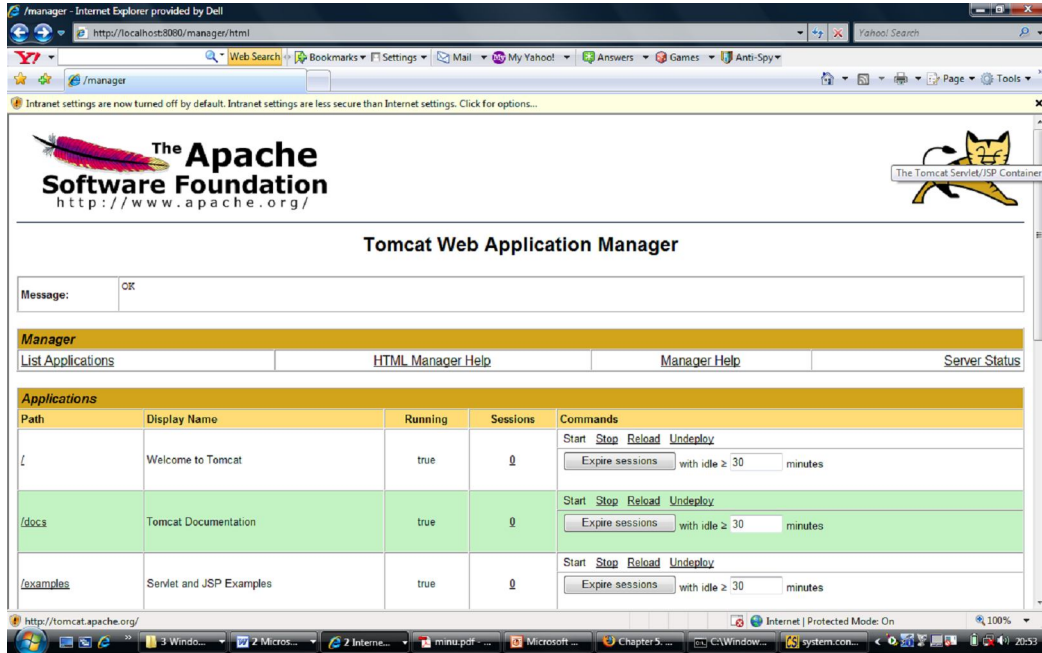 /manager - Internet Explorer provided by Dell
http://localhost:8080/manager/html
Yahoo! Search
Y! Web Search Bookmarks Settings Mail My Yahoo! Answers Games Anti-Spy
/manager Page Tools
Intranet settings are now turned off by default. Intranet settings are less secure than Internet settings. Click for options...
The Apache
Software Foundation
http://www.apache.org/
The Tomcat Servlet/JSP Container
Tomcat Web Application Manager
Message: OK
Manager
List Applications HTML Manager Help Manager Help Server Status
Applications
Path Display Name Running Sessions Commands
Start Stop Reload Undeploy
/ Welcome to Tomcat true 0 Expire sessions with idle ≥ 30 minutes
Start Stop Reload Undeploy
/docs Tomcat Documentation true 0 Expire sessions with idle ≥ 30 minutes
Start Stop Reload Undeploy
/examples Servlet and JSP Examples true 0 Expire sessions with idle ≥ 30 minutes
http://tomcat.apache.org/ Internet | Protected Mode: On 100%
3 Windo... 2 Micros... 2 Interne... minu.pdf - ... Microsoft ... Chapter 5. ... C:\Window... system.con... 20:53